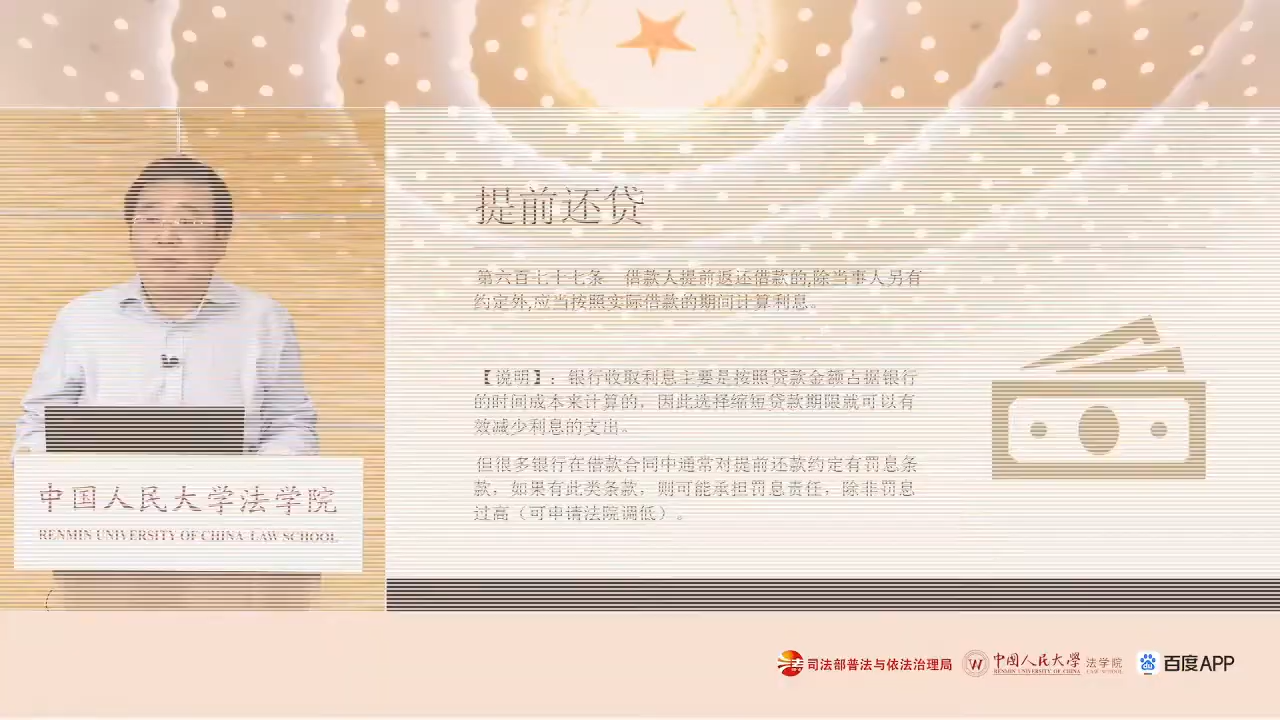 提前还贷
第六百七十七条 借款人提前返还借款的,除当事人另有
约定外,应当按照实际借款的期间计算利息。
【说明】:银行收取利息主要是按照贷款金额占据银行
的时间成本来计算的,因此选择缩短贷款期限就可以有
效减少利息的支出。
但很多银行在借款合同中通常对提前还款约定有罚息条
款,如果有此类条款,则可能承担罚息责任,除非罚息
过高(可申请法院调低)。
中国人民大学法学院
RENMIN UNIVERSITY OF CHINA LAW SCHOOL
司法部普法与依法治理局
中国人民大学 法学院
RENMIN UNIVERSITY OF CHINA LAW SCHOOL
百度APP